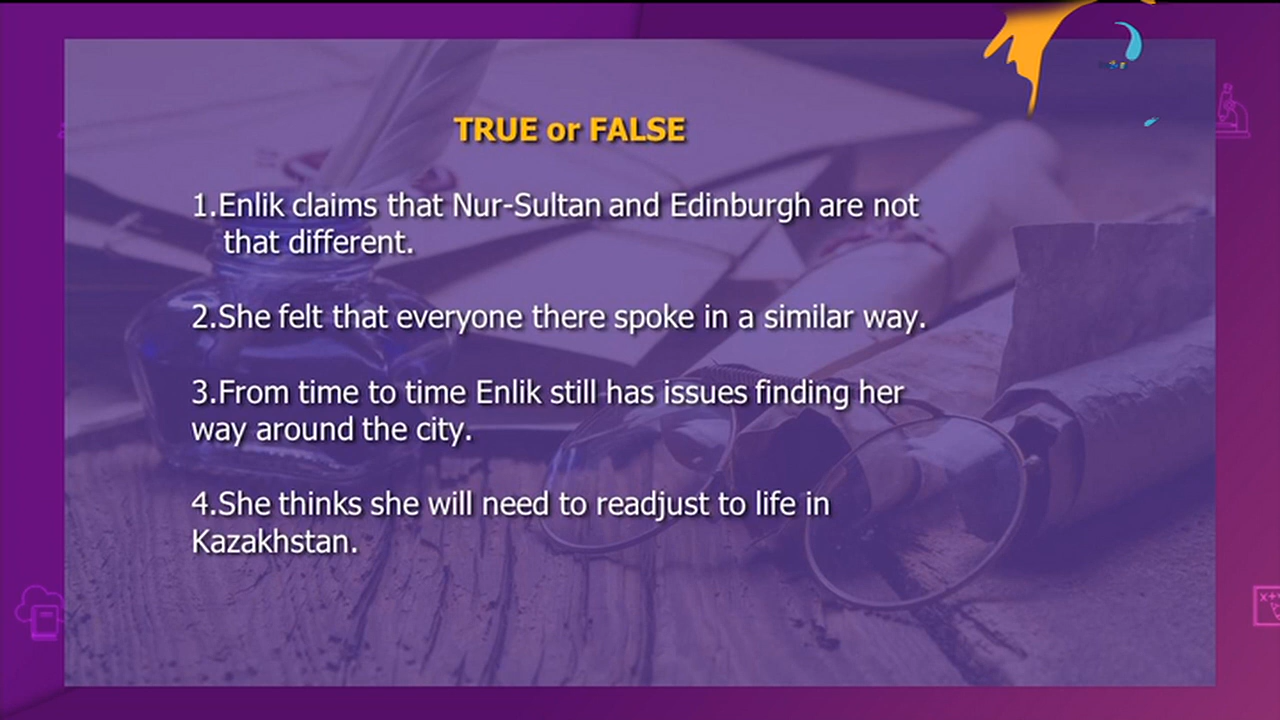 TRUE or FALSE
1.Enlik claims that Nur-Sultan and Edinburgh are not
that different.
2.She felt that everyone there spoke in a similar way.
3.From time to time Enlik still has issues finding her
way around the city.
4.She thinks she will need to readjust to life in
Kazakhstan.